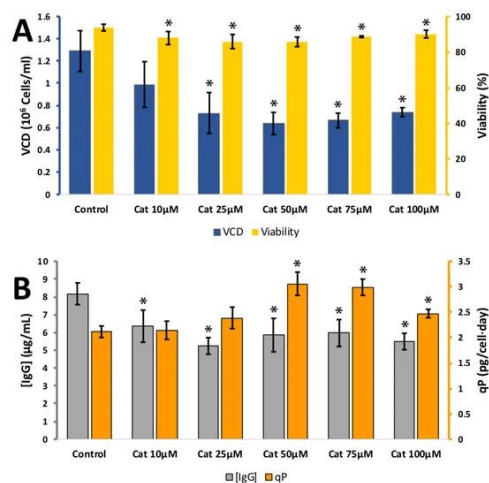 A
VCD (10⁶ Cells/ml)
1.6
1.4
1.2
1
0.8
0.6
0.4
0.2
0
* * * * *
* * * *
100
80
60
40
20
0
Viability (%)
Control Cat 10µM Cat 25µM Cat 50µM Cat 75µM Cat 100µM
VCD Viability
B
[IgG] (µg/mL)
10
9
8
7
6
5
4
3
2
1
0
* * * * *
* * *
3.5
3
2.5
2
1.5
1
0.5
0
qP (pg/cell-day)
Control Cat 10µM Cat 25µM Cat 50µM Cat 75µM Cat 100µM
[IgG] qP